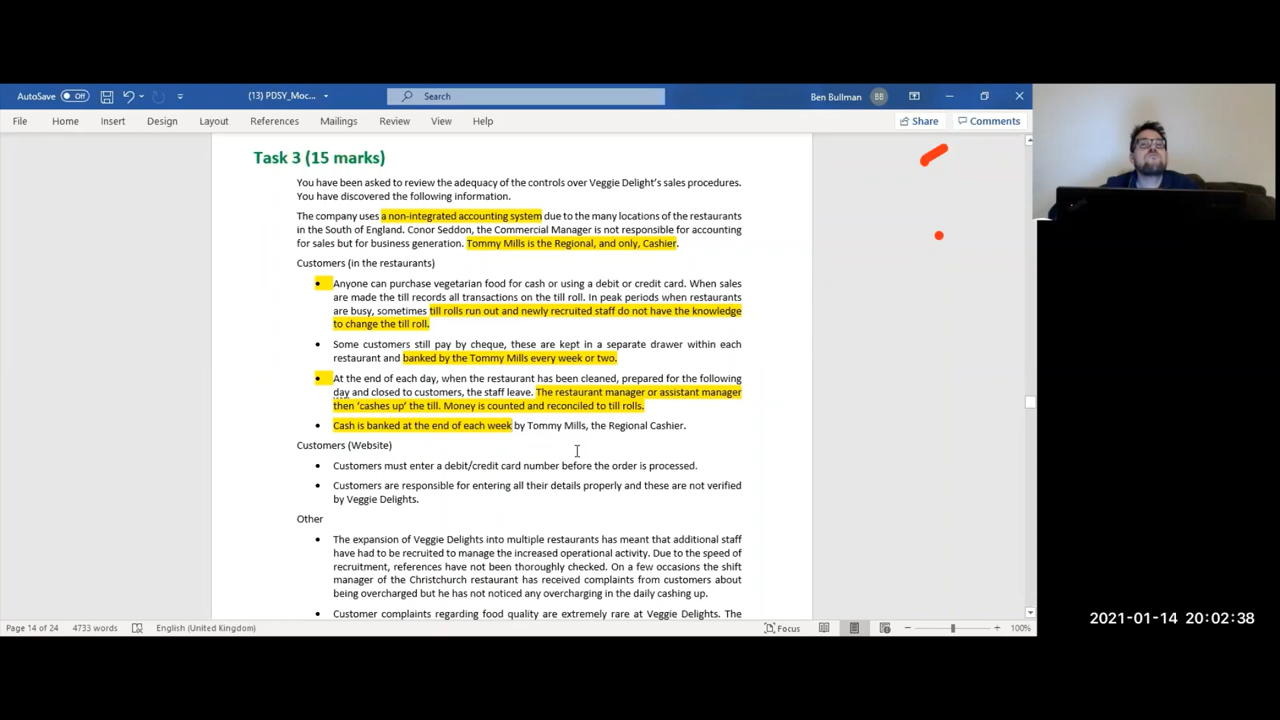 AutoSave Off (13) PDSY_Moc... Search Ben Bullman BB
File Home Insert Design Layout References Mailings Review View Help Share Comments
Task 3 (15 marks)
You have been asked to review the adequacy of the controls over Veggie Delight's sales procedures.
You have discovered the following information.
The company uses a non-integrated accounting system due to the many locations of the restaurants
in the South of England. Conor Seddon, the Commercial Manager is not responsible for accounting
for sales but for business generation. Tommy Mills is the Regional, and only, Cashier.
Customers (in the restaurants)
• Anyone can purchase vegetarian food for cash or using a debit or credit card. When sales
are made the till records all transactions on the till roll. In peak periods when restaurants
are busy, sometimes till rolls run out and newly recruited staff do not have the knowledge
to change the till roll.
• Some customers still pay by cheque, these are kept in a separate drawer within each
restaurant and banked by the Tommy Mills every week or two.
• At the end of each day, when the restaurant has been cleaned, prepared for the following
day and closed to customers, the staff leave. The restaurant manager or assistant manager
then 'cashes up' the till. Money is counted and reconciled to till rolls.
• Cash is banked at the end of each week by Tommy Mills, the Regional Cashier.
Customers (Website)
• Customers must enter a debit/credit card number before the order is processed.
• Customers are responsible for entering all their details properly and these are not verified
by Veggie Delights.
Other
• The expansion of Veggie Delights into multiple restaurants has meant that additional staff
have had to be recruited to manage the increased operational activity. Due to the speed of
recruitment, references have not been thoroughly checked. On a few occasions the shift
manager of the Christchurch restaurant has received complaints from customers about
being overcharged but he has not noticed any overcharging in the daily cashing up.
• Customer complaints regarding food quality are extremely rare at Veggie Delights. The
Page 14 of 24 4733 words English (United Kingdom) Focus 100%
2021-01-14 20:02:38